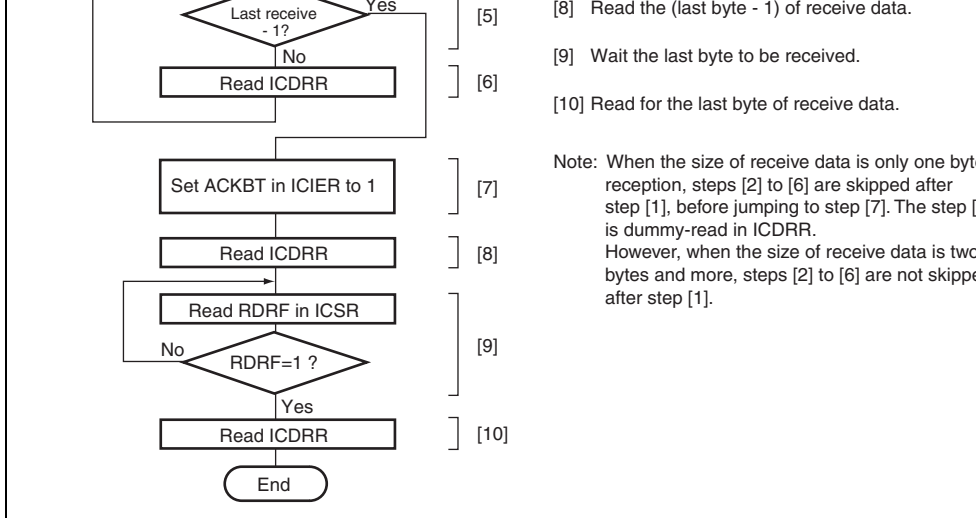 Last receive
- 1?
Yes
[5]
No
Read ICDRR
[6]
Set ACKBT in ICIER to 1
[7]
Read ICDRR
[8]
Read RDRF in ICSR
No
RDRF=1 ?
[9]
Yes
Read ICDRR
[10]
End
[8] Read the (last byte - 1) of receive data.
[9] Wait the last byte to be received.
[10] Read for the last byte of receive data.
Note: When the size of receive data is only one
reception, steps [2] to [6] are skipped after
step [1], before jumping to step [7]. The step
is dummy-read in ICDRR.
However, when the size of receive data is
bytes and more, steps [2] to [6] are not
after step [1].